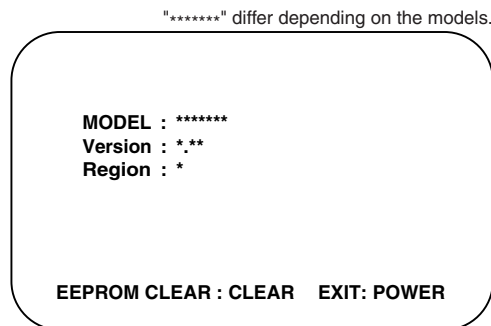 "*******" differ depending on the models.
MODEL : *******
Version : *.**
Region : *
EEPROM CLEAR : CLEAR EXIT: POWER